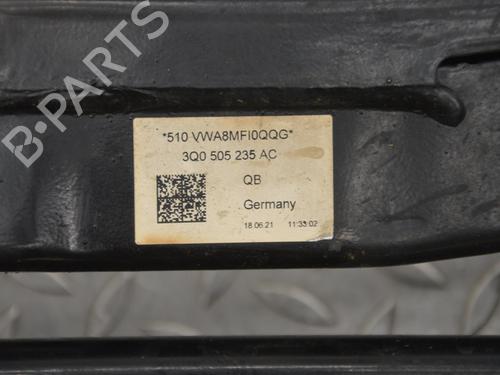 *510 VWA8MFI0QQG*
3Q0 505 235 AC
QB
Germany
18.06.21 11:33:02
B-PARTS